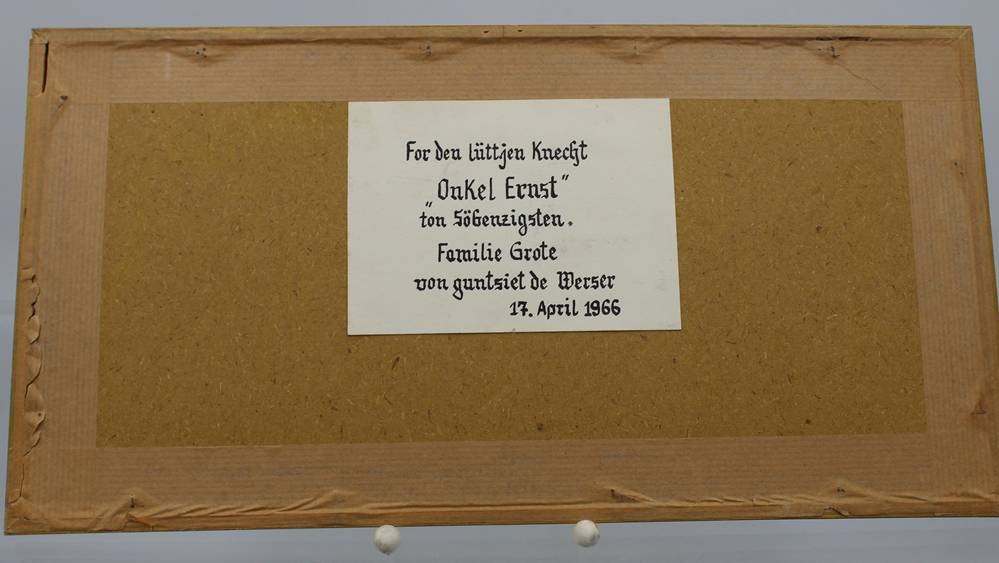 For den lüttjen Knecht
„Onkel Ernst"
ton Söbenzigsten.
Familie Grote
von guntsiet de Werser
17. April 1966